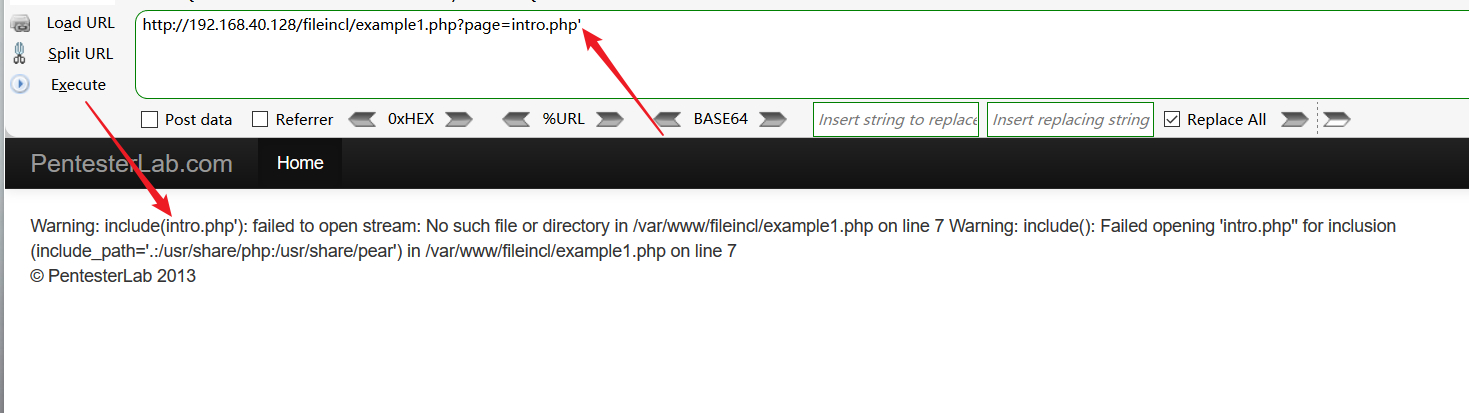 Load URL
http://192.168.40.128/fileincl/example1.php?page=intro.php'
Split URL
Execute
Post data Referrer 0xHEX %URL BASE64 Insert string to replace Insert replacing string Replace All
PentesterLab.com Home
Warning: include(intro.php'): failed to open stream: No such file or directory in /var/www/fileincl/example1.php on line 7 Warning: include(): Failed opening 'intro.php'' for inclusion
(include_path='.:/usr/share/php:/usr/share/pear') in /var/www/fileincl/example1.php on line 7
© PentesterLab 2013